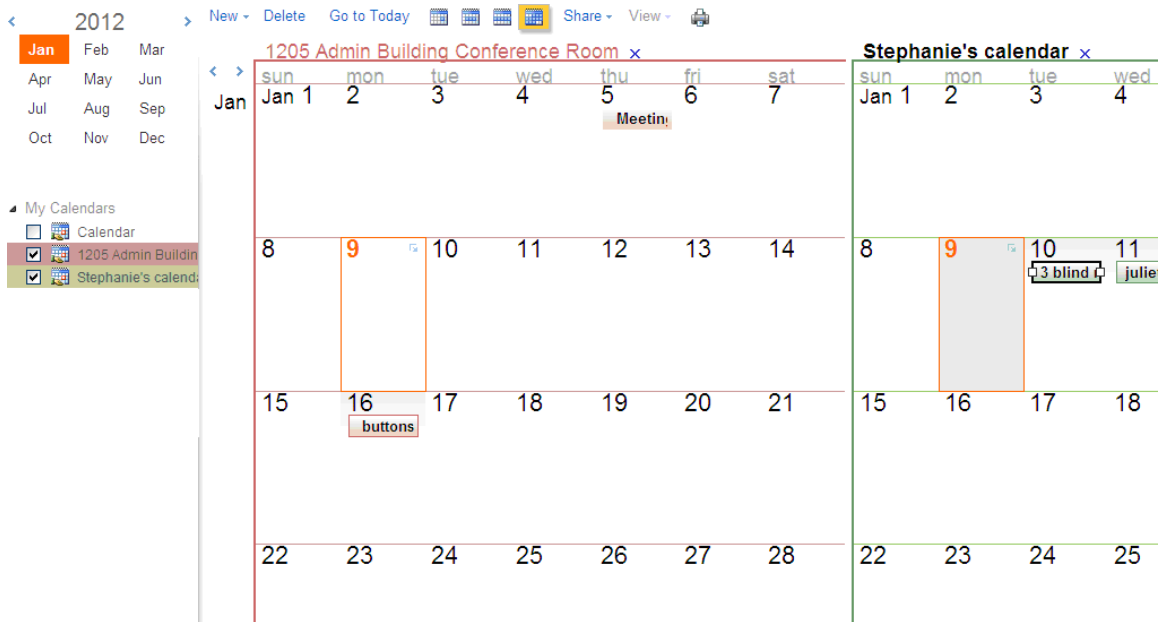 2012
Jan Feb Mar
Apr May Jun
Jul Aug Sep
Oct Nov Dec
My Calendars
Calendar
1205 Admin Buildin
Stephanie's calend
New Delete Go to Today Share View
1205 Admin Building Conference Room x
sun mon tue wed thu fri sat
Jan
Jan 1 2 3 4 5 6 7
Meeting
8 9 10 11 12 13 14
15 16 17 18 19 20 21
buttons
22 23 24 25 26 27 28
Stephanie's calendar x
sun mon tue wed
Jan 1 2 3 4
8 9 10 11
3 blind julie
15 16 17 18
22 23 24 25